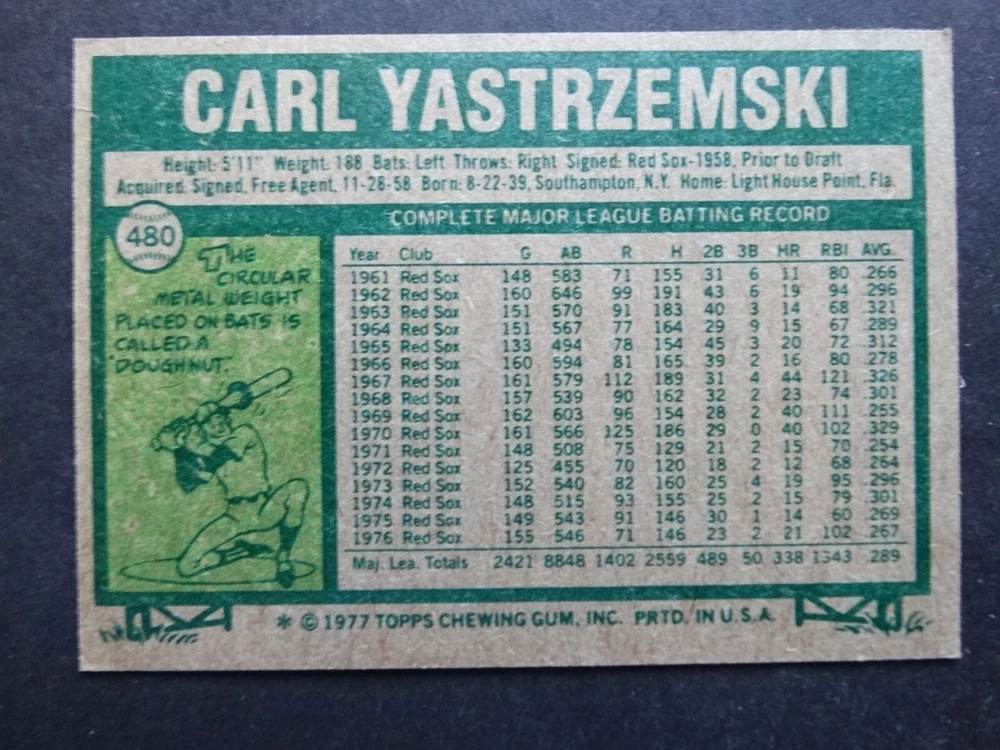 CARL YASTRZEMSKI
Height: 5'11" Weight: 188 Bats: Left Throws: Right Signed: Red Sox-1958, Prior to Draft
Acquired: Signed, Free Agent, 11-28-58 Born: 8-22-39, Southampton, N.Y. Home: Light House Point, Fla.
480
THE
CIRCULAR
METAL WEIGHT
PLACED ON BATS IS
CALLED A
"DOUGHNUT."
COMPLETE MAJOR LEAGUE BATTING RECORD
Year Club G AB R H 2B 3B HR RBI AVG.
1961 Red Sox 148 583 71 155 31 6 11 80 .266
1962 Red Sox 160 646 99 191 43 6 19 94 .296
1963 Red Sox 151 570 91 183 40 3 14 68 .321
1964 Red Sox 151 567 77 164 29 9 15 67 .289
1965 Red Sox 133 494 78 154 45 3 20 72 .312
1966 Red Sox 160 594 81 165 39 2 16 80 .278
1967 Red Sox 161 579 112 189 31 4 44 121 .326
1968 Red Sox 157 539 90 162 32 2 23 74 .301
1969 Red Sox 162 603 96 154 28 2 40 111 .255
1970 Red Sox 161 566 125 186 29 0 40 102 .329
1971 Red Sox 148 508 75 129 21 2 15 70 .254
1972 Red Sox 125 455 70 120 18 2 12 68 .264
1973 Red Sox 152 540 82 160 25 4 19 95 .296
1974 Red Sox 148 515 93 155 25 2 15 79 .301
1975 Red Sox 149 543 91 146 30 1 14 60 .269
1976 Red Sox 155 546 71 146 23 2 21 102 .267
Maj. Lea. Totals 2421 8848 1402 2559 489 50 338 1343 .289
* © 1977 TOPPS CHEWING GUM, INC. PRTD. IN U.S.A.